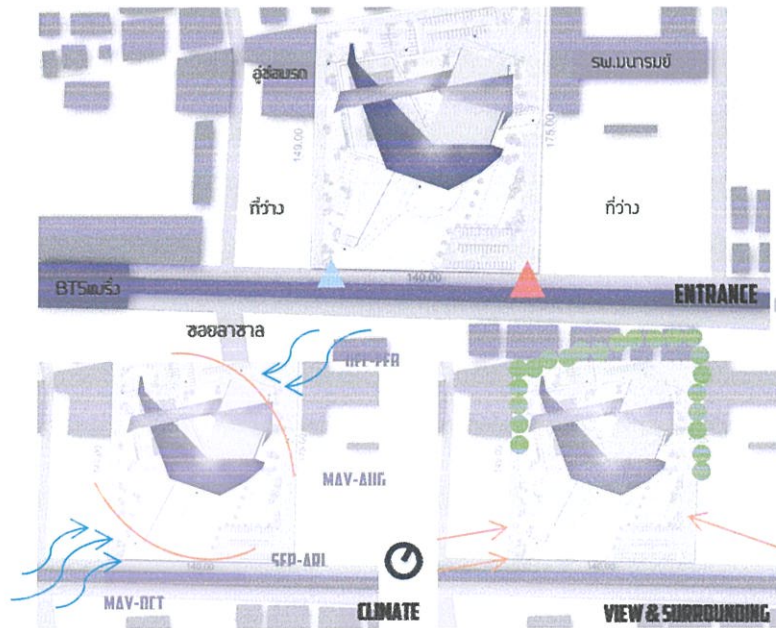 อู่ซ่อมรถ
รพ.มนารมย์
149.00
175.00
ที่ว่าง
ที่ว่าง
140.00
BTSแบริ่ง
ENTRANCE
ซอยลาซาล
MAY-AUG
SEP-APL
140.00
140.00
MAY-OCT
CLIMATE
VIEW & SURROUNDING